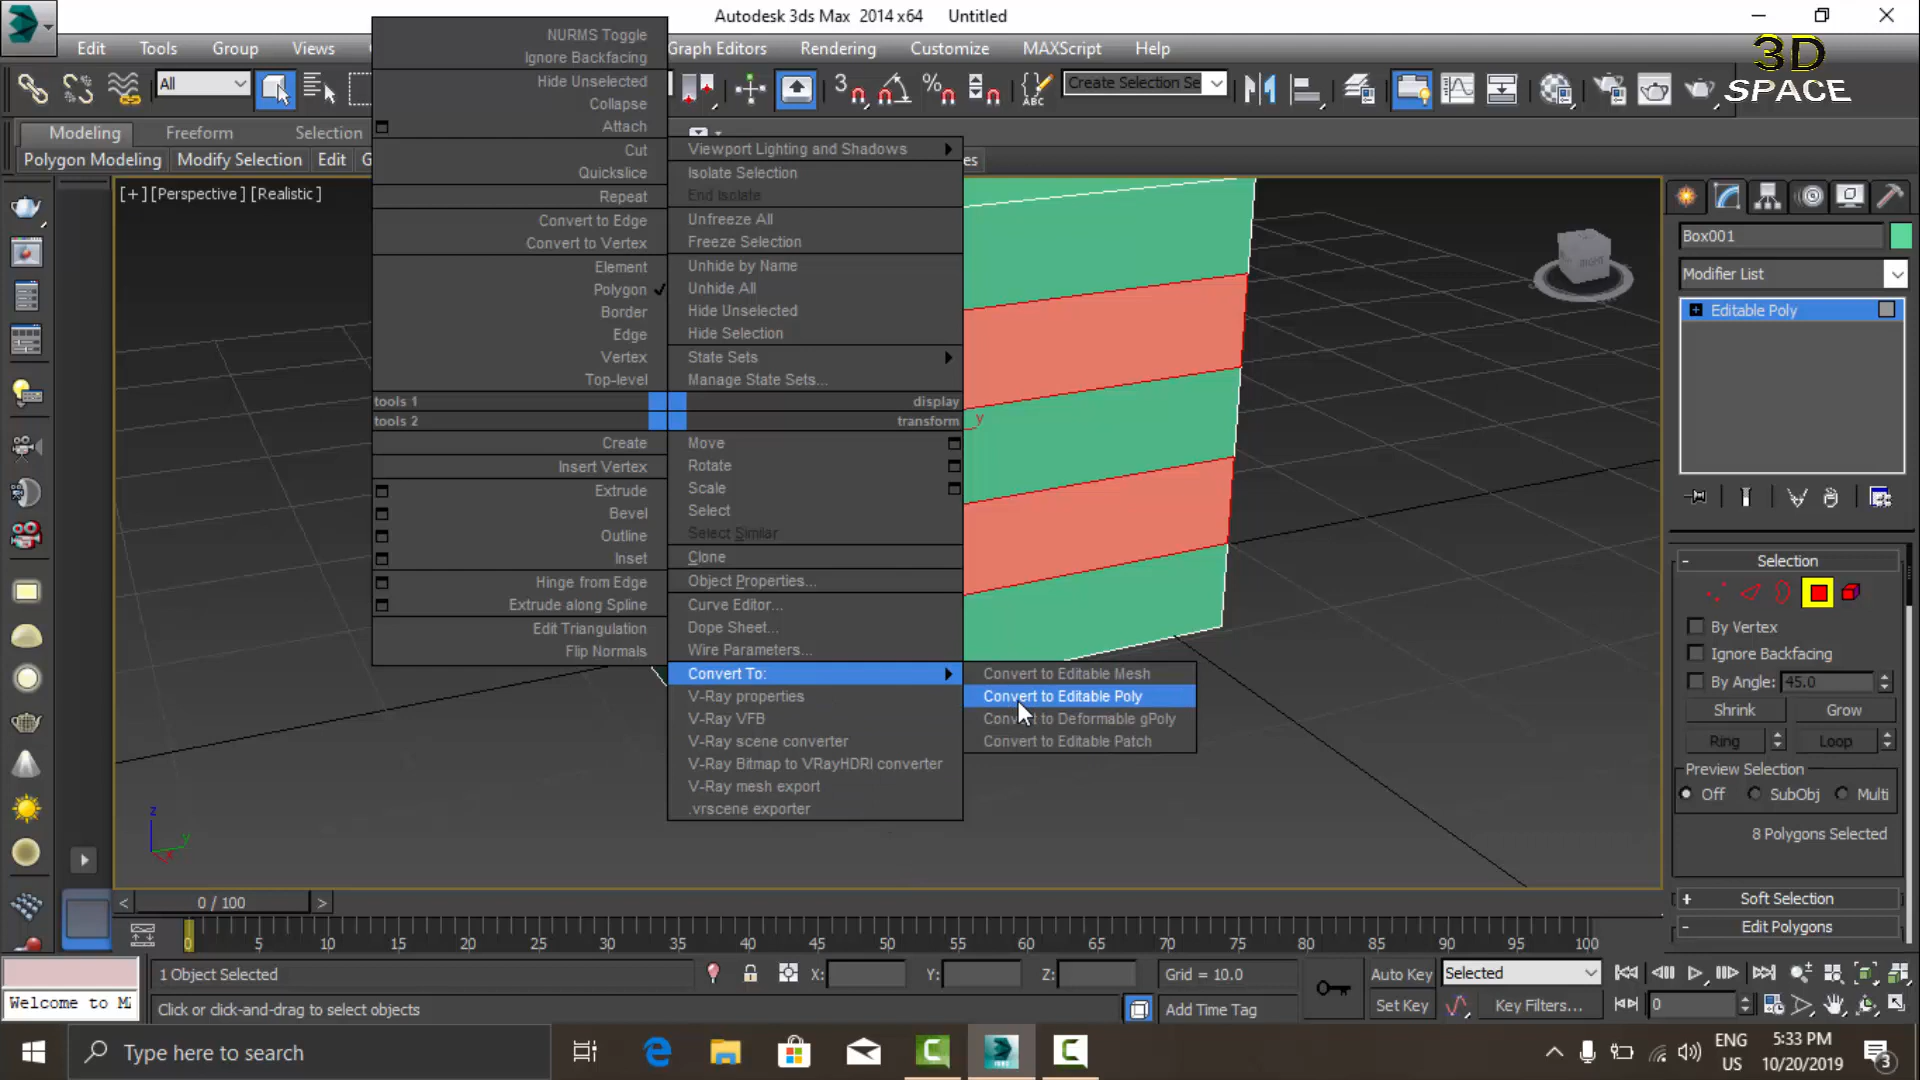 Autodesk 3ds Max 2014 x64 Untitled
Edit Tools Group Views Graph Editors Rendering Customize MAXScript Help
3D
SPACE
All
3
%
ABC
Create Selection Se
Modeling Freeform Selection
Polygon Modeling Modify Selection Edit G
es
[+][Perspective][Realistic]
NURMS Toggle
Ignore Backfacing
Hide Unselected
Collapse
Attach
Cut
Quickslice
Repeat
Convert to Edge
Convert to Vertex
Element
Polygon
Border
Edge
Vertex
Top-level
tools 1
tools 2
Create
Insert Vertex
Extrude
Bevel
Outline
Inset
Hinge from Edge
Extrude along Spline
Edit Triangulation
Flip Normals
Viewport Lighting and Shadows
Isolate Selection
End Isolate
Unfreeze All
Freeze Selection
Unhide by Name
Unhide All
Hide Unselected
Hide Selection
State Sets
Manage State Sets...
display
transform
Move
Rotate
Scale
Select
Select Similar
Clone
Object Properties...
Curve Editor...
Dope Sheet...
Wire Parameters...
Convert To:
V-Ray properties
V-Ray VFB
V-Ray scene converter
V-Ray Bitmap to VRayHDRI converter
V-Ray mesh export
.vrscene exporter
Convert to Editable Mesh
Convert to Editable Poly
Convert to Deformable gPoly
Convert to Editable Patch
y
RIGHT
z
y
x
Box001
Modifier List
Editable Poly
Selection
By Vertex
Ignore Backfacing
By Angle: 45.0
Shrink Grow
Ring Loop
Preview Selection
Off SubObj Multi
8 Polygons Selected
+ Soft Selection
- Edit Polygons
< 0 / 100 >
0 5 10 15 20 25 30 35 40 45 50 55 60 65 70 75 80 85 90 95 100
1 Object Selected X: Y: Z: Grid = 10.0 Auto Key Selected
Welcome to M
Click or click-and-drag to select objects Add Time Tag Set Key Key Filters... 0
Type here to search
ENG
US
5:33 PM
10/20/2019
3